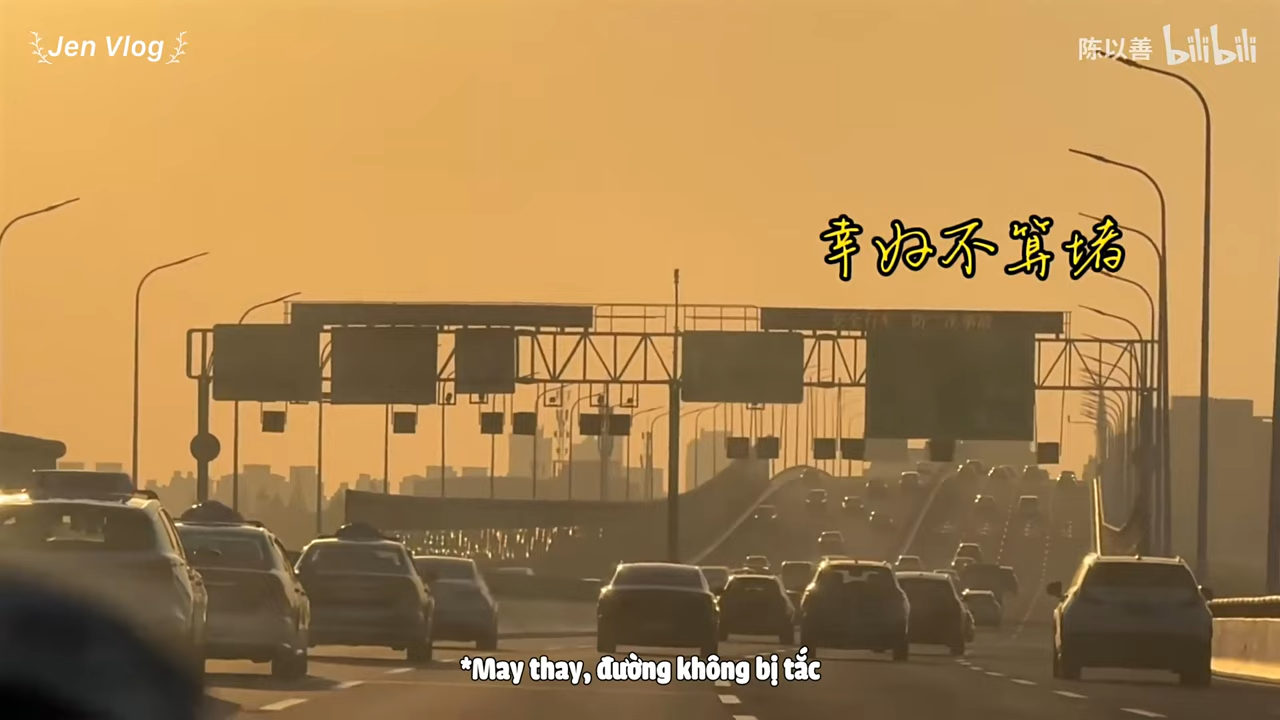 Jen Vlog
陈以善 bilibili
幸好不算堵
*May thay, đường không bị tắc